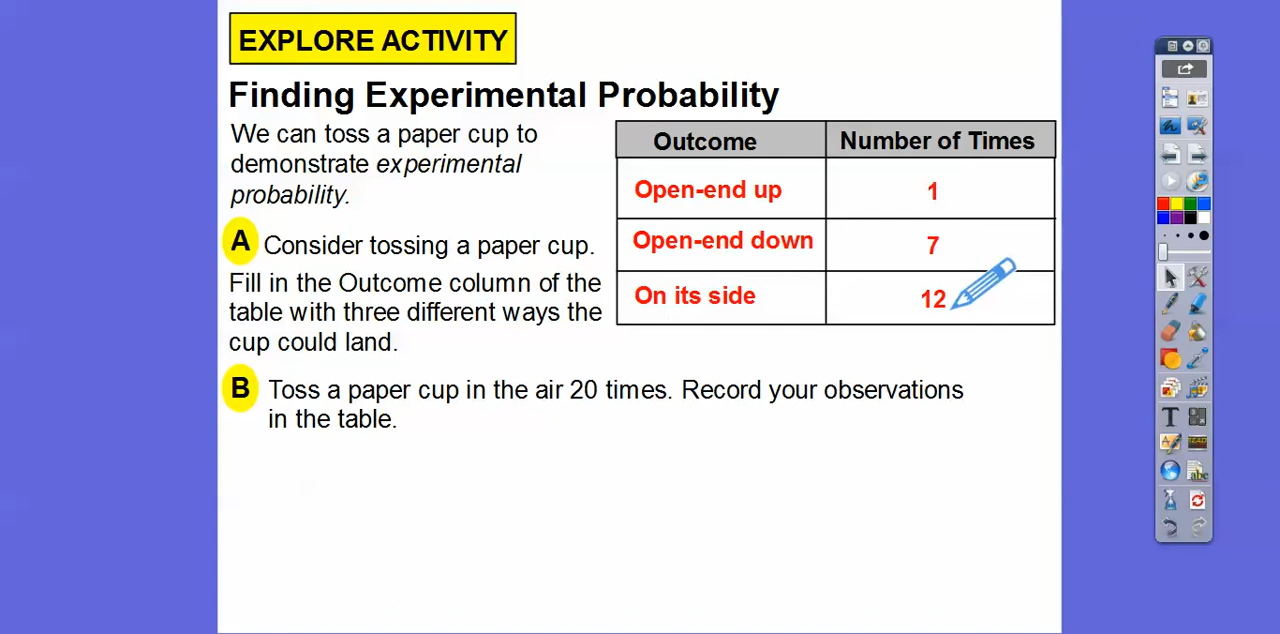 EXPLORE ACTIVITY
Finding Experimental Probability
We can toss a paper cup to
demonstrate experimental
probability.
A Consider tossing a paper cup.
Fill in the Outcome column of the
table with three different ways the
cup could land.
Outcome Number of Times
Open-end up 1
Open-end down 7
On its side 12
B Toss a paper cup in the air 20 times. Record your observations
in the table.